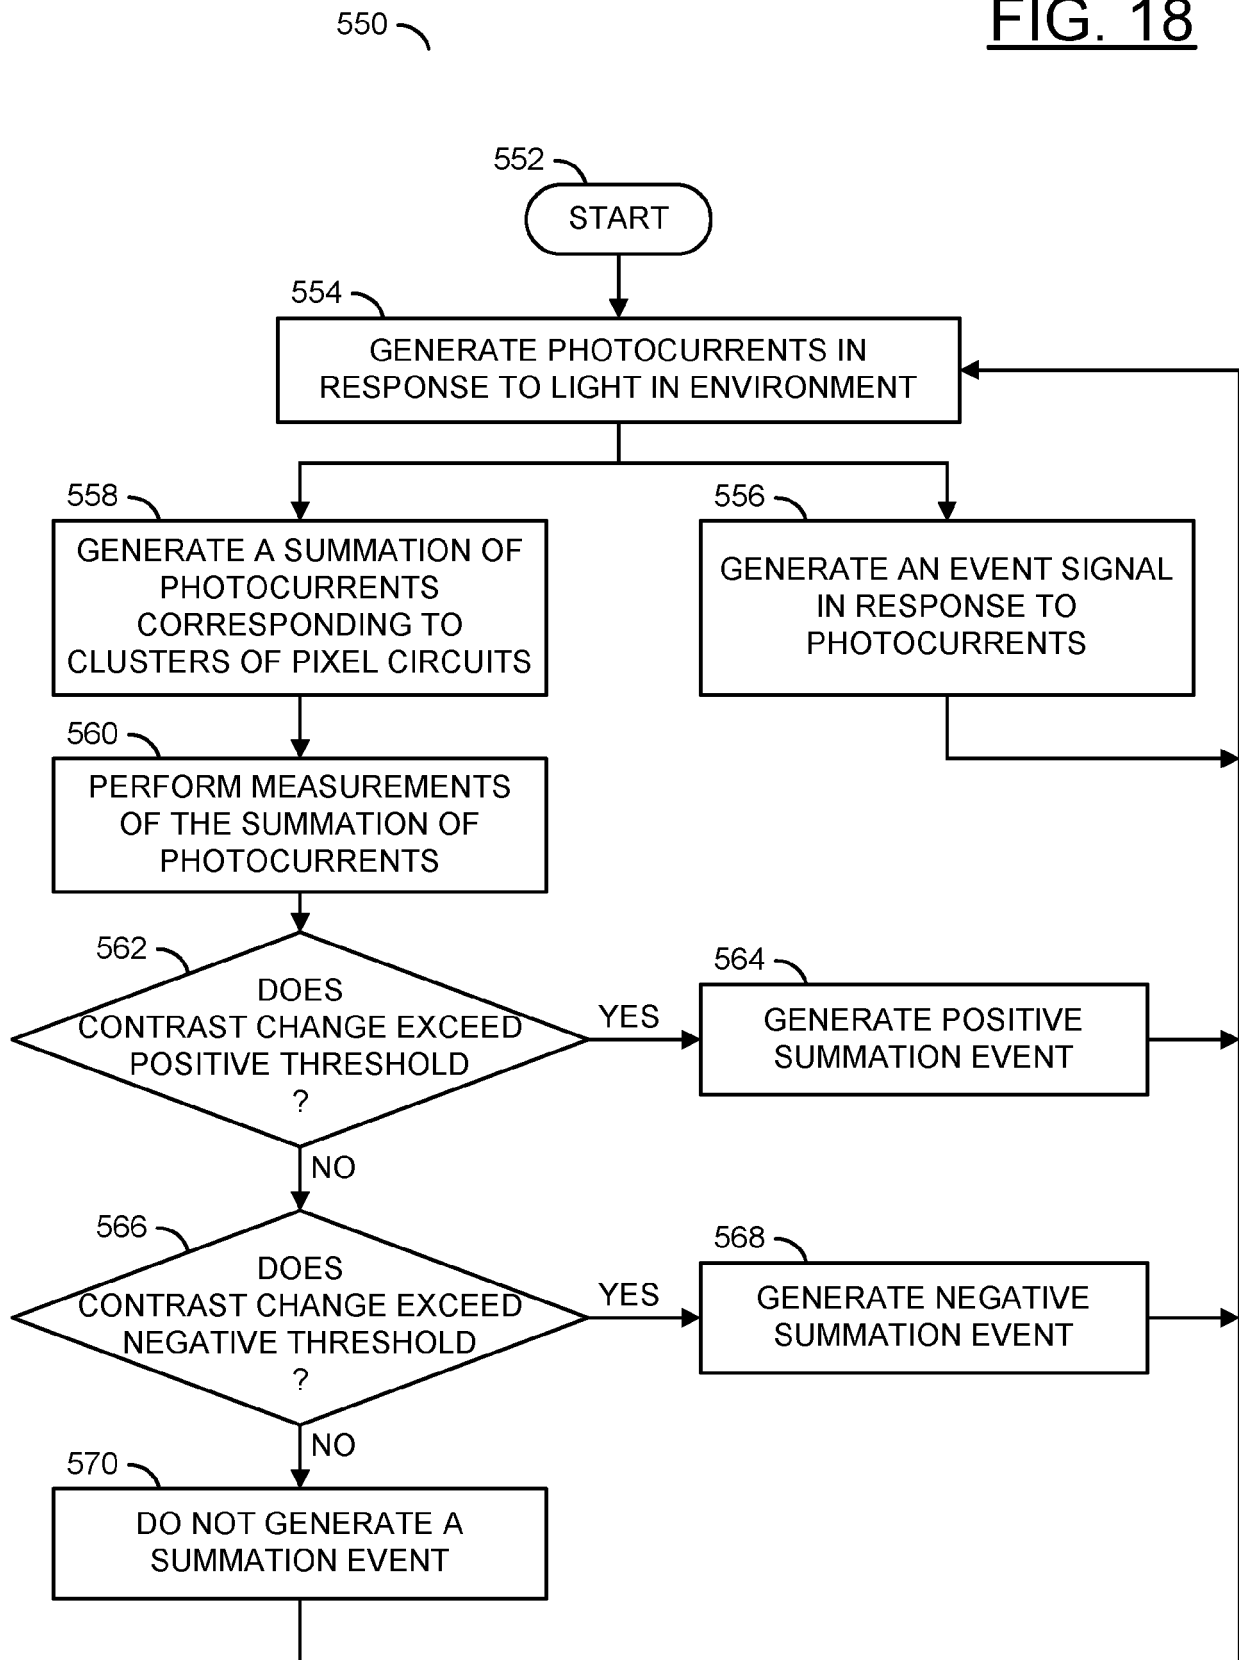 550
FIG. 18
552
START
554
GENERATE PHOTOCURRENTS IN
RESPONSE TO LIGHT IN ENVIRONMENT
558
GENERATE A SUMMATION OF
PHOTOCURRENTS
CORRESPONDING TO
CLUSTERS OF PIXEL CIRCUITS
556
GENERATE AN EVENT SIGNAL
IN RESPONSE TO
PHOTOCURRENTS
560
PERFORM MEASUREMENTS
OF THE SUMMATION OF
PHOTOCURRENTS
562
DOES
CONTRAST CHANGE EXCEED
POSITIVE THRESHOLD
?
YES
564
GENERATE POSITIVE
SUMMATION EVENT
NO
566
DOES
CONTRAST CHANGE EXCEED
NEGATIVE THRESHOLD
?
YES
568
GENERATE NEGATIVE
SUMMATION EVENT
NO
570
DO NOT GENERATE A
SUMMATION EVENT